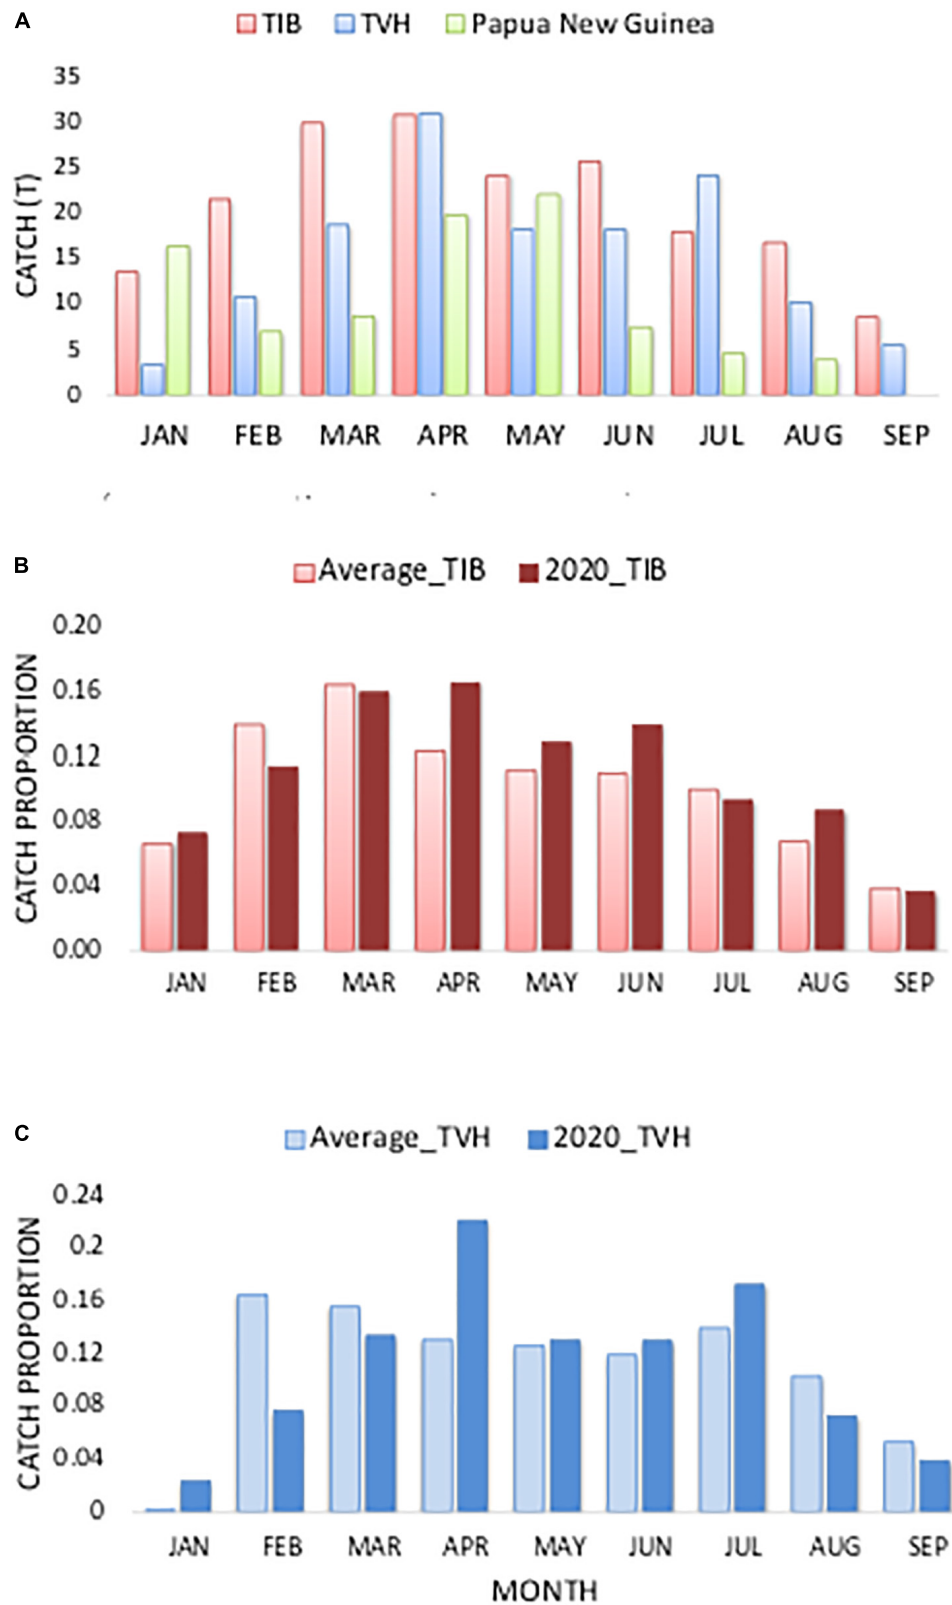 A
TIB TVH Papua New Guinea
35
30
25
20
15
10
5
0
CATCH (T)
JAN FEB MAR APR MAY JUN JUL AUG SEP
B
Average_TIB 2020_TIB
0.20
0.16
0.12
0.08
0.04
0.00
CATCH PROPORTION
JAN FEB MAR APR MAY JUN JUL AUG SEP
C
Average_TVH 2020_TVH
0.24
0.2
0.16
0.12
0.08
0.04
0
CATCH PROPORTION
JAN FEB MAR APR MAY JUN JUL AUG SEP
MONTH